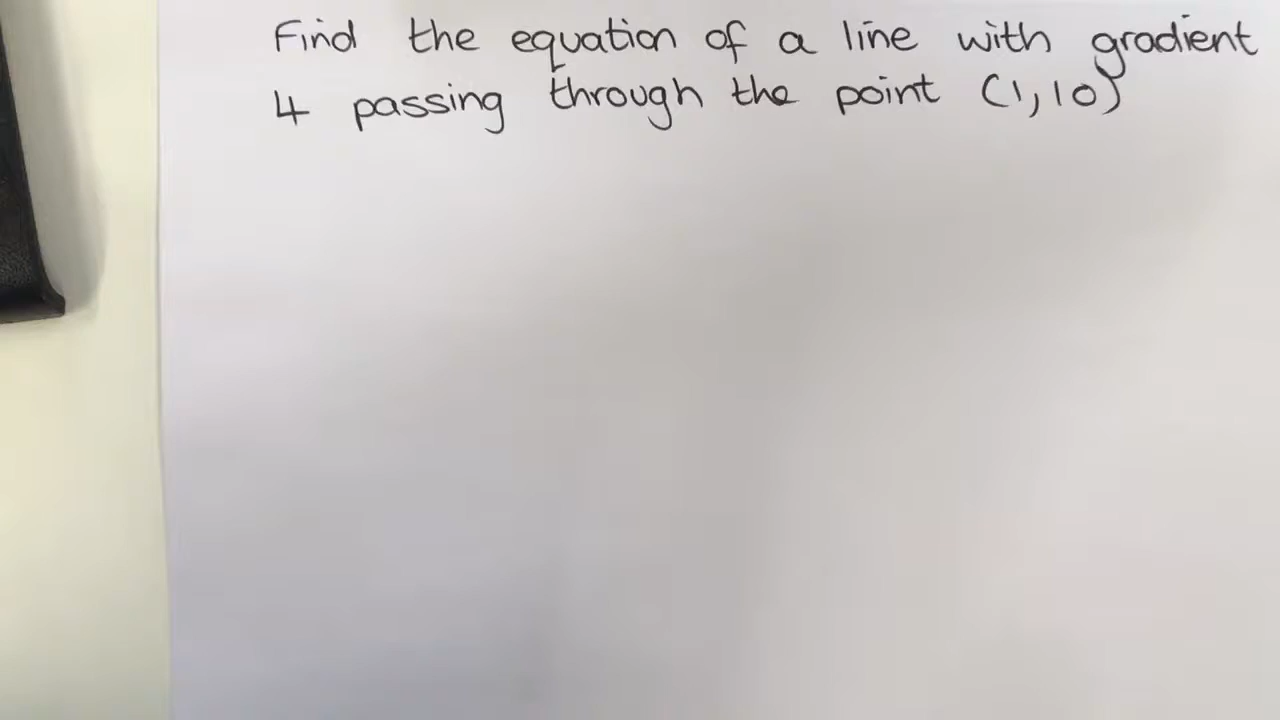 Find the equation of a line with gradient
4 passing through the point (1,10)